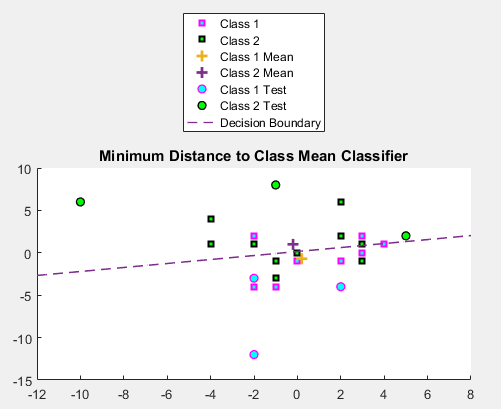 Class 1
Class 2
Class 1 Mean
Class 2 Mean
Class 1 Test
Class 2 Test
Decision Boundary
Minimum Distance to Class Mean Classifier
10
5
0
-5
-10
-15
-12 -10 -8 -6 -4 -2 0 2 4 6 8